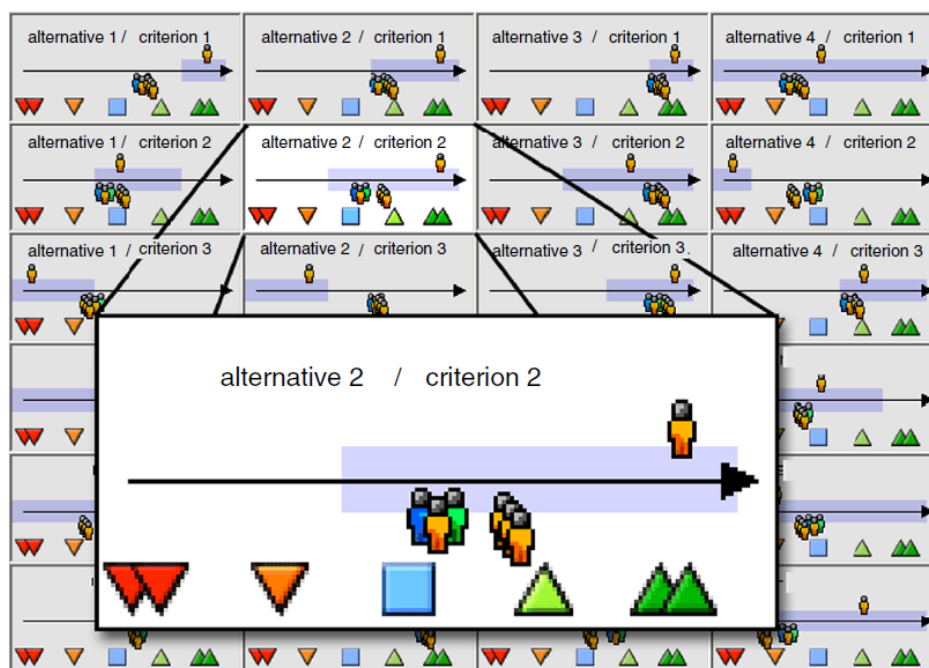 alternative 1 / criterion 1
alternative 2 / criterion 1
alternative 3 / criterion 1
alternative 4 / criterion 1
alternative 1/ criterion 2
alternative 2 / criterion 2
alternative 3 / criterion 2
alternative 4 / criterion 2
alternative 1 / criterion 3
alternative 2 / criterion 3
alternative 3 / criterion 3.
alternative 4 / criterion 3
alternative 2 / criterion 2